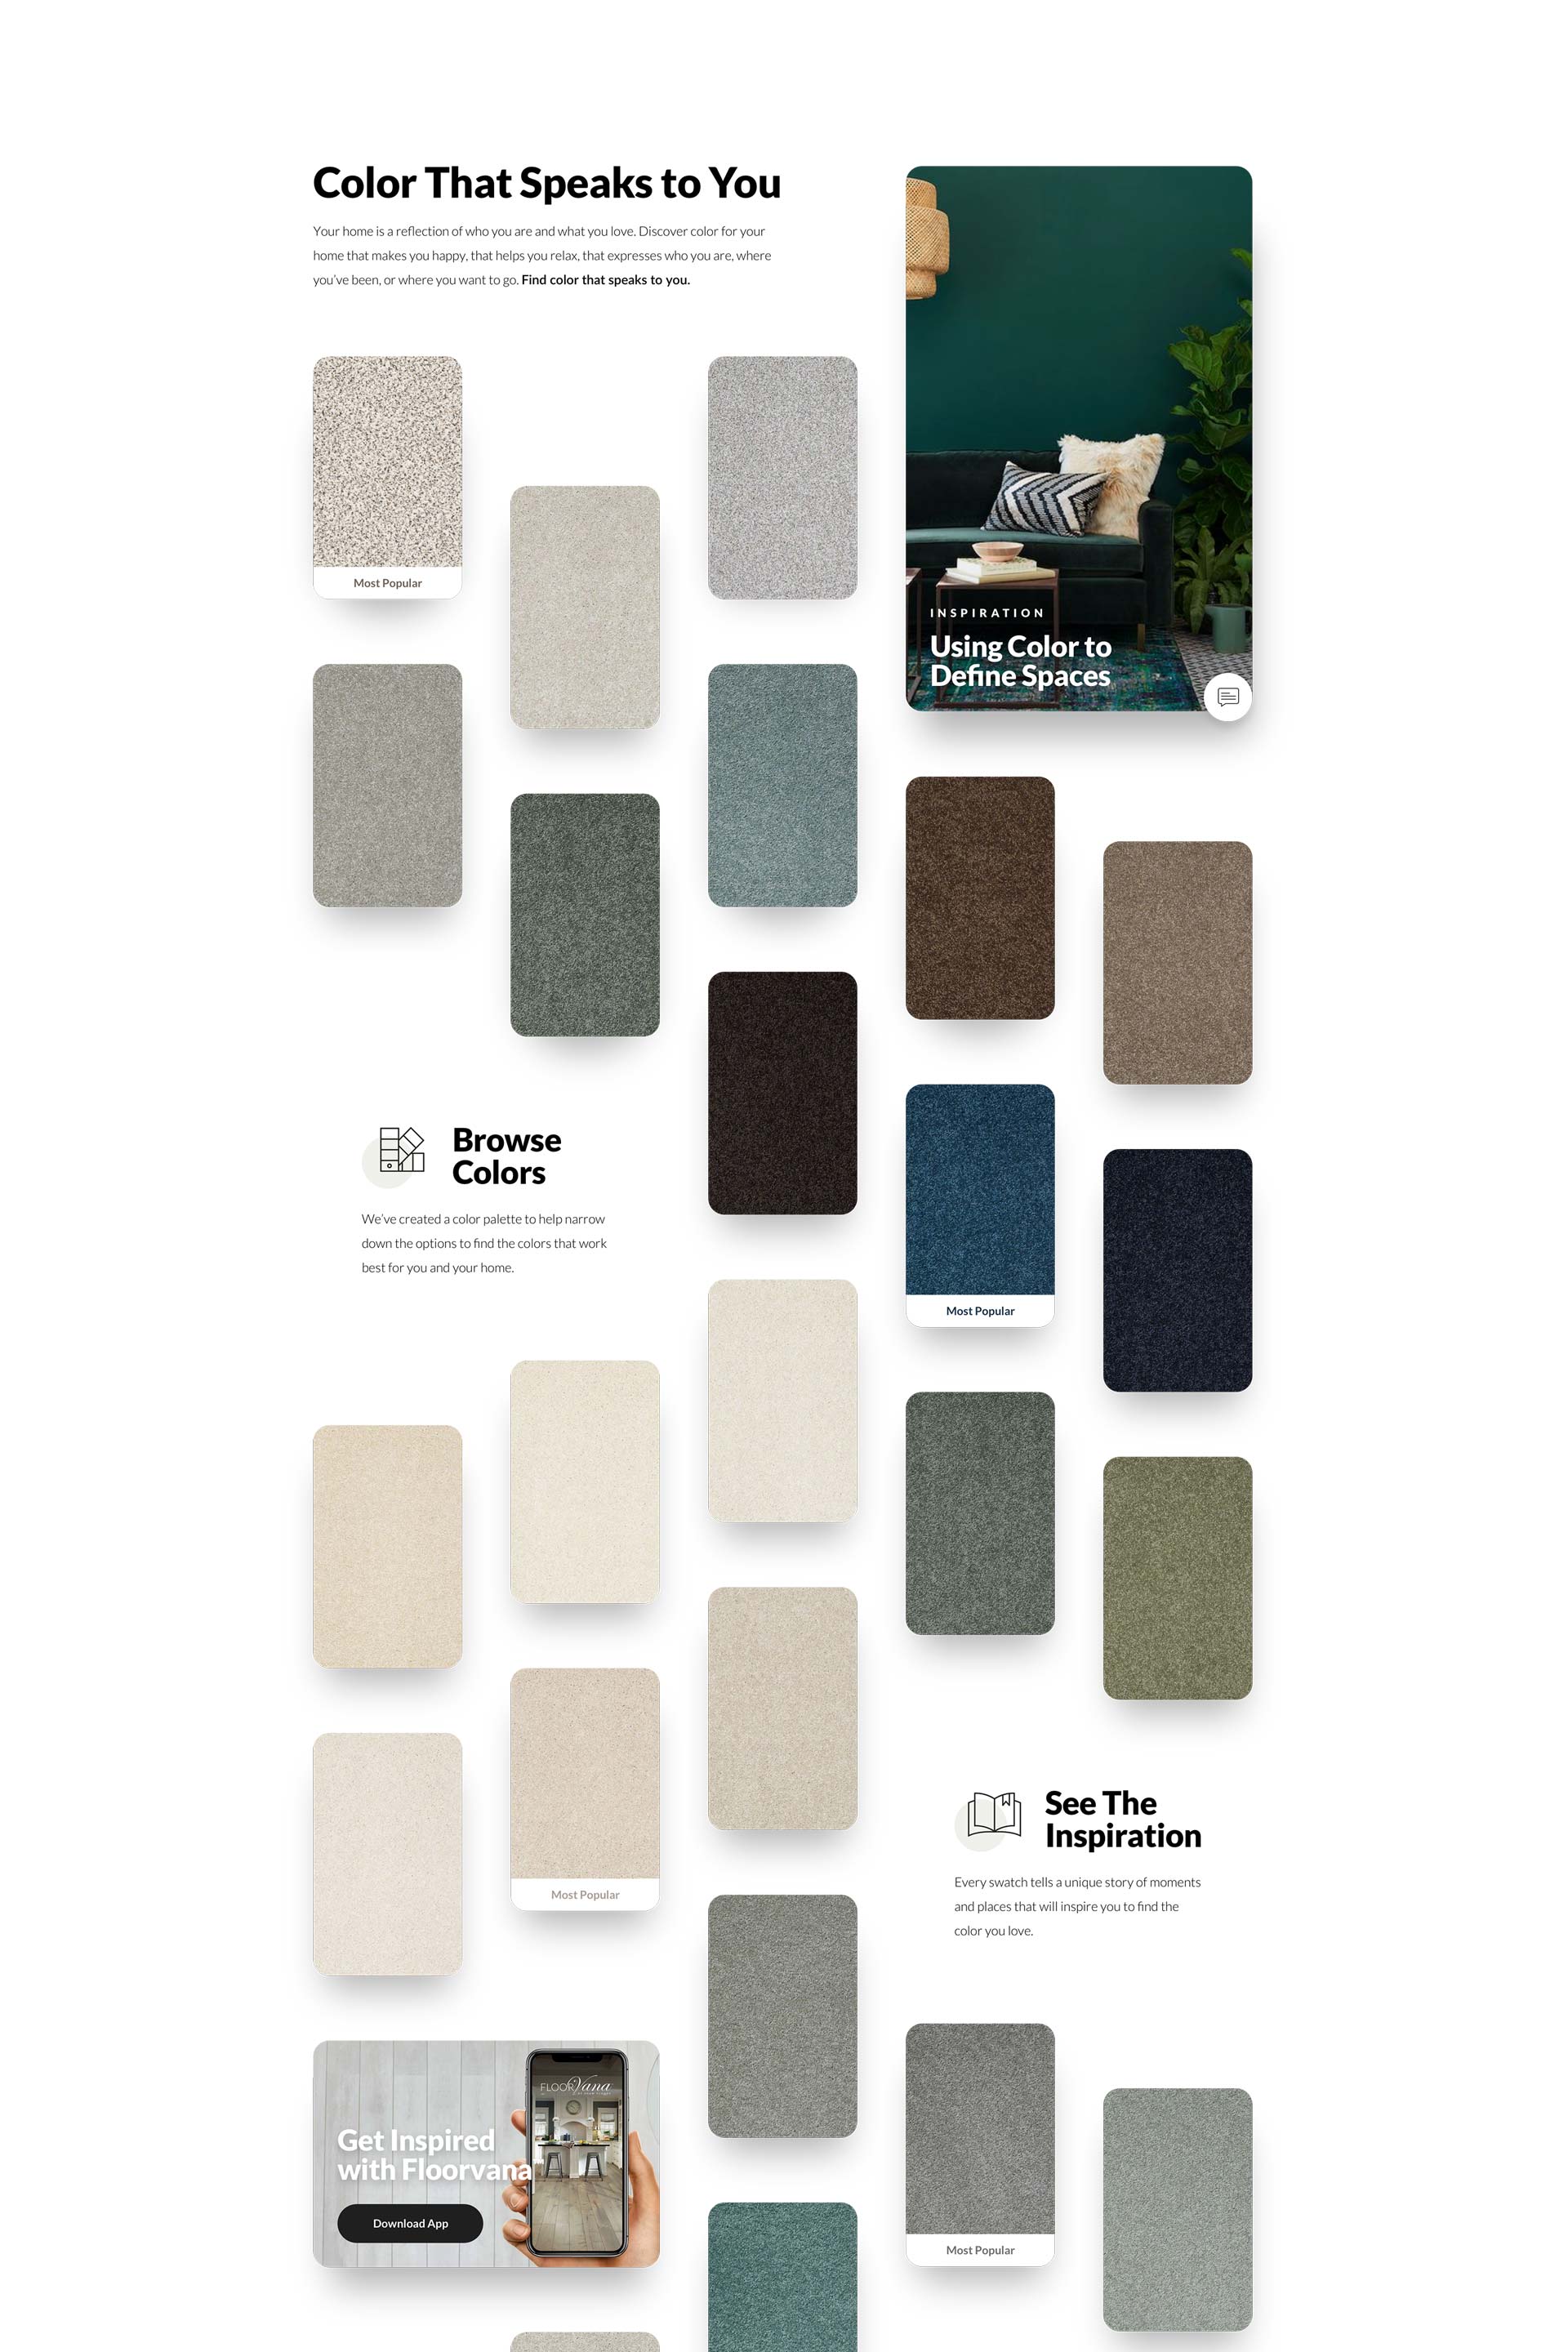 Color That Speaks to You
Your home is a reflection of who you are and what you love. Discover color for your
home that makes you happy, that helps you relax, that expresses who you are, where
you've been, or where you want to go. Find color that speaks to you.
Most Popular
INSPIRATION
Using Color to
Define Spaces
Browse
Colors
We've created a color palette to help narrow
down the options to find the colors that work
best for you and your home.
Most Popular
Most Popular
See The
Inspiration
Every swatch tells a unique story of moments
and places that will inspire you to find the
color you love.
FLOORVana
Get Inspired
with Floorvana™
Download App
Most Popular